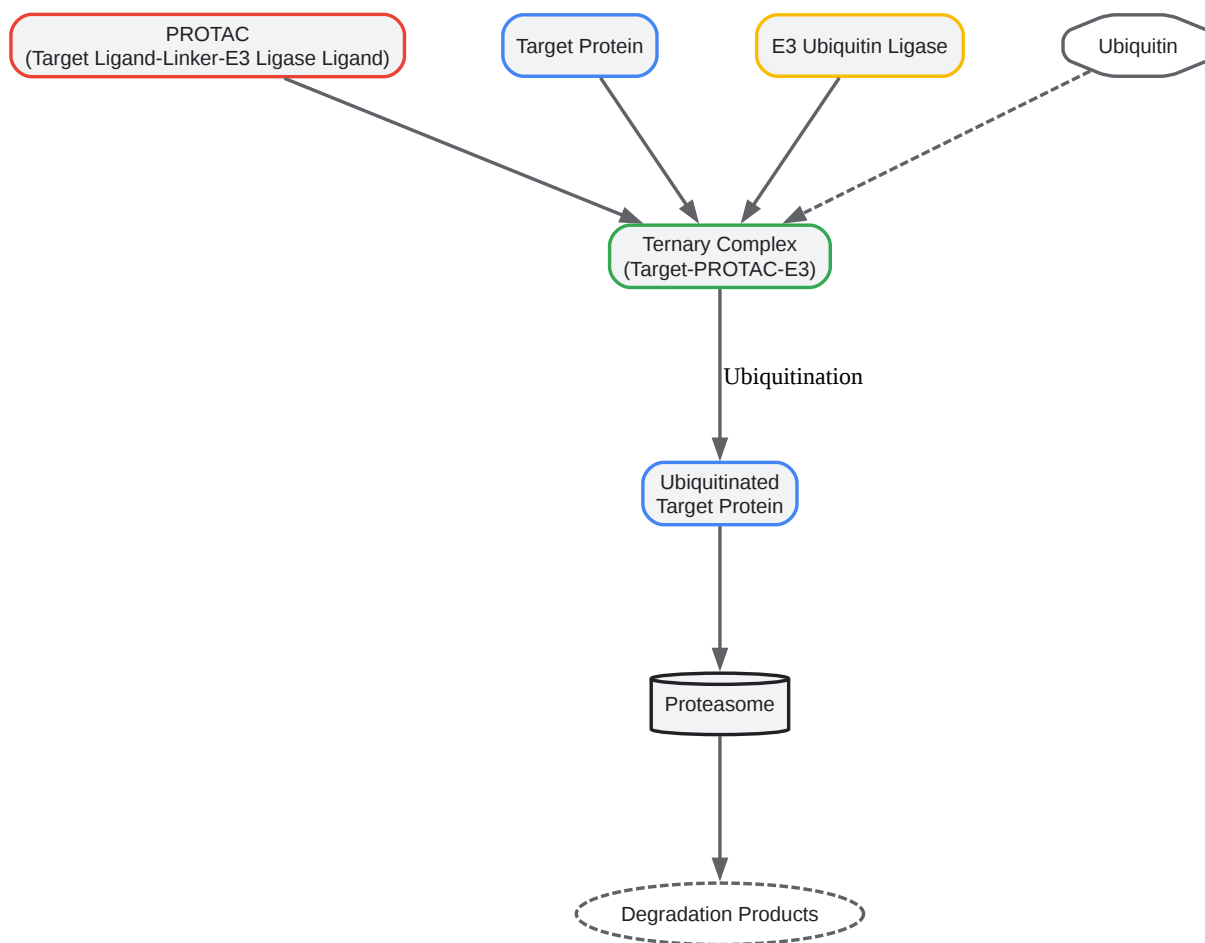 PROTAC
(Target Ligand-Linker-E3 Ligase Ligand)
Target Protein
E3 Ubiquitin Ligase
Ubiquitin
Ternary Complex
(Target-PROTAC-E3)
Ubiquitination
Ubiquitinated
Target Protein
Proteasome
Degradation Products